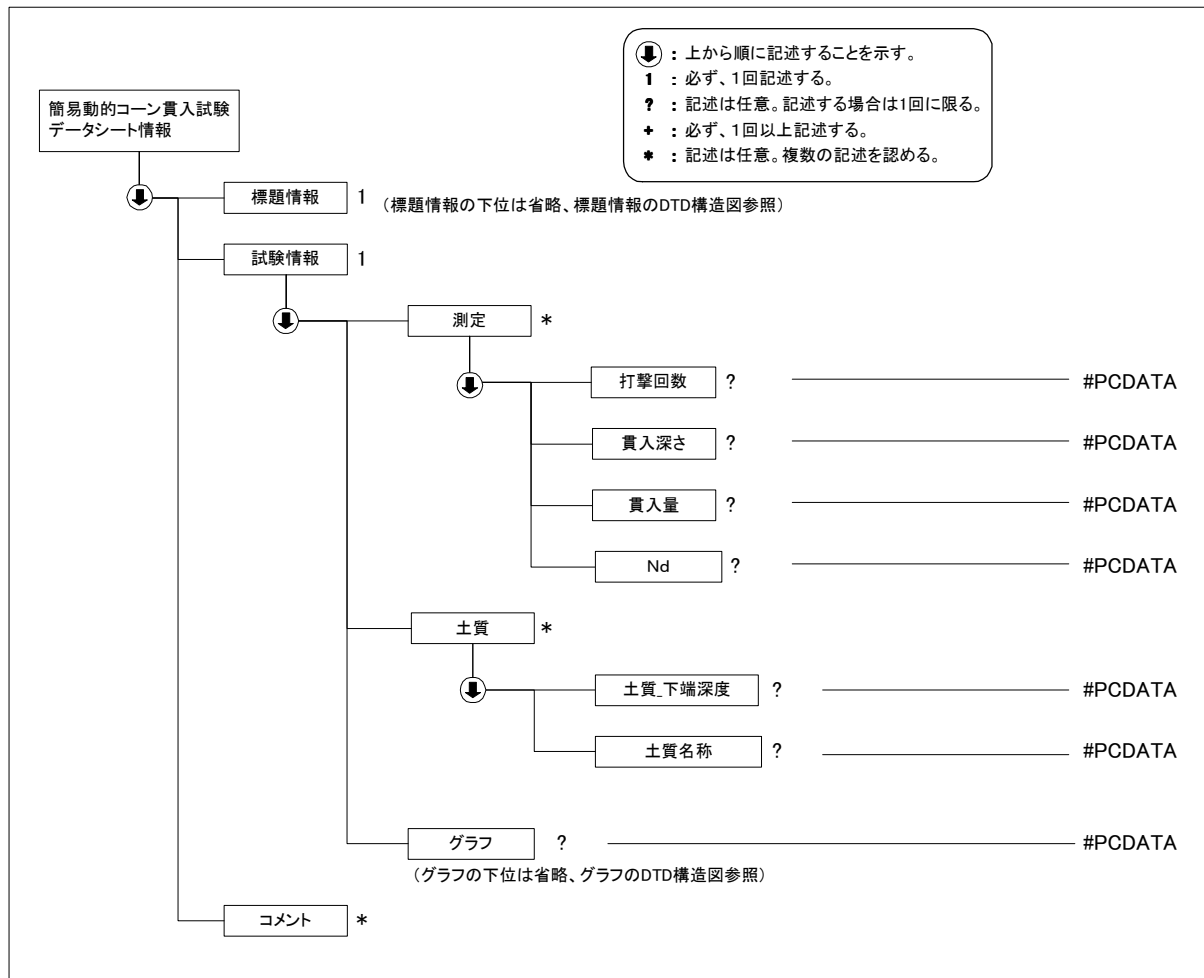 ⬇ : 上から順に記述することを示す。
1 : 必ず、1回記述する。
? : 記述は任意。記述する場合は1回に限る。
+ : 必ず、1回以上記述する。
* : 記述は任意。複数の記述を認める。
簡易動的コーン貫入試験
データシート情報
標題情報 1 (標題情報の下位は省略、標題情報のDTD構造図参照)
試験情報 1
測定 *
打撃回数 ? #PCDATA
貫入深さ ? #PCDATA
貫入量 ? #PCDATA
Nd ? #PCDATA
土質 *
土質_下端深度 ? #PCDATA
土質名称 ? #PCDATA
グラフ ? #PCDATA
(グラフの下位は省略、グラフのDTD構造図参照)
コメント *